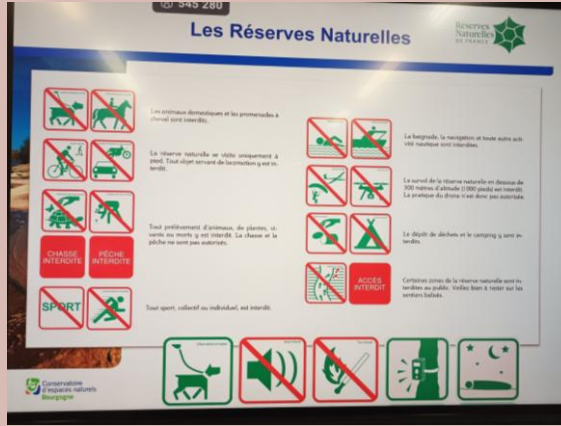 545 280
Les Réserves Naturelles
Réserves
Naturelles
DE FRANCE
Les animaux domestiques et les promenades à
cheval sont interdits.
La réserve naturelle se visite uniquement à
pied. Tout objet servant de locomotion y est in-
terdit.
Tout prélèvement d'animaux, de plantes, vi-
vants ou morts y est interdit. La chasse et la
pêche ne sont pas autorisés.
CHASSE
INTERDITE
PÊCHE
INTERDITE
SPORT
Tout sport, collectif ou individuel, est interdit.
La baignade, la navigation et toute autre acti-
vité nautique sont interdites.
Le survol de la réserve naturelle en dessous de
300 mètres d'altitude (1 000 pieds) est interdit.
La pratique du drone n'est donc pas autorisée.
Le dépôt de déchets et le camping y sont in-
terdits.
ACCÈS
INTERDIT
Certaines zones de la réserve naturelle sont in-
terdites au public. Veillez bien à rester sur les
sentiers balisés.
Conservatoire
d'espaces naturels
Bourgogne